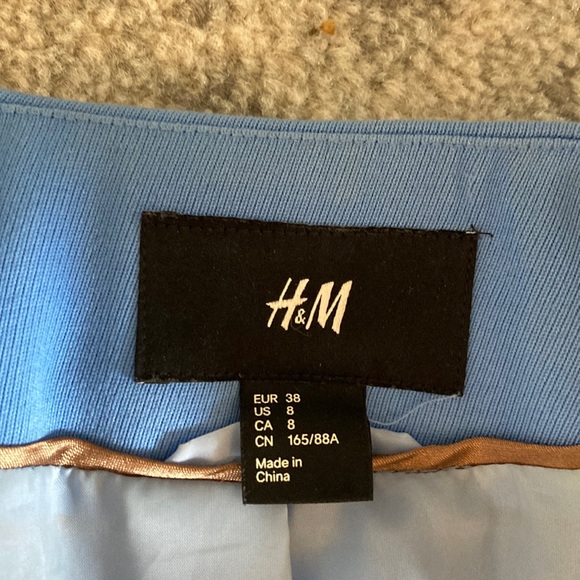 H&M
EUR 38
US 8
CA 8
CN 165/88A
Made in
China